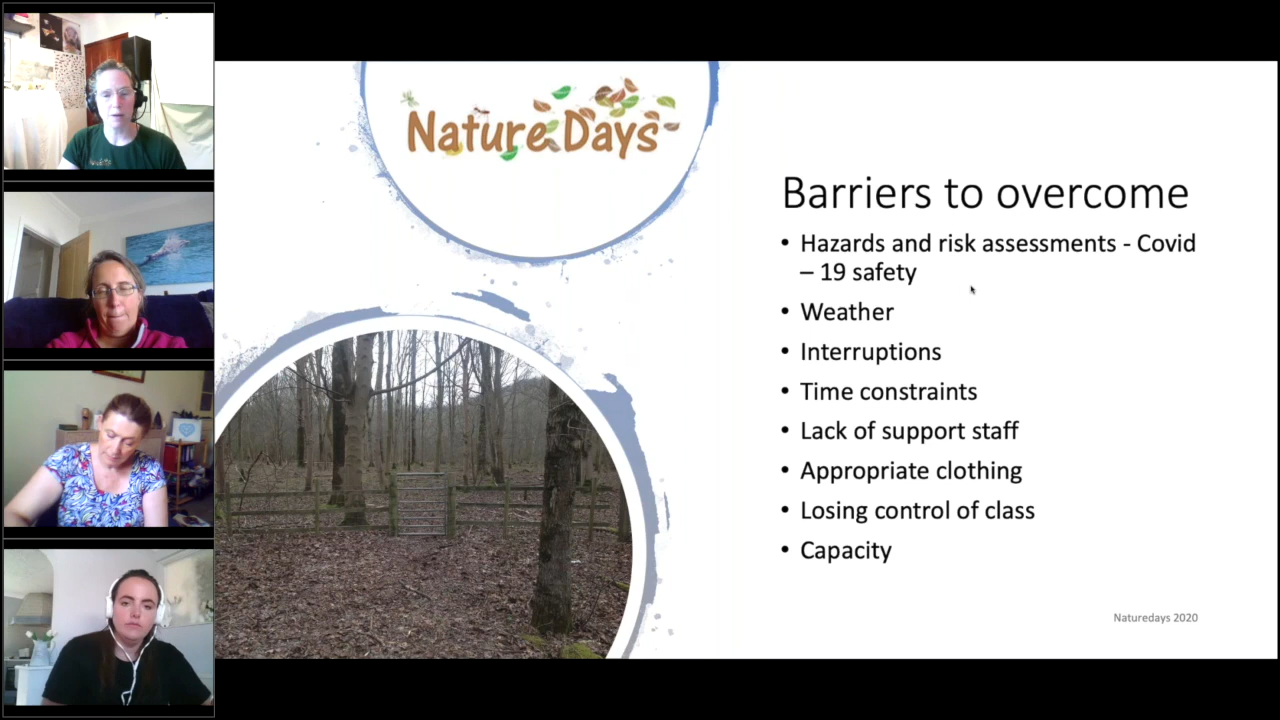 Nature Days
Barriers to overcome
• Hazards and risk assessments - Covid
– 19 safety
• Weather
• Interruptions
• Time constraints
• Lack of support staff
• Appropriate clothing
• Losing control of class
• Capacity
Naturedays 2020